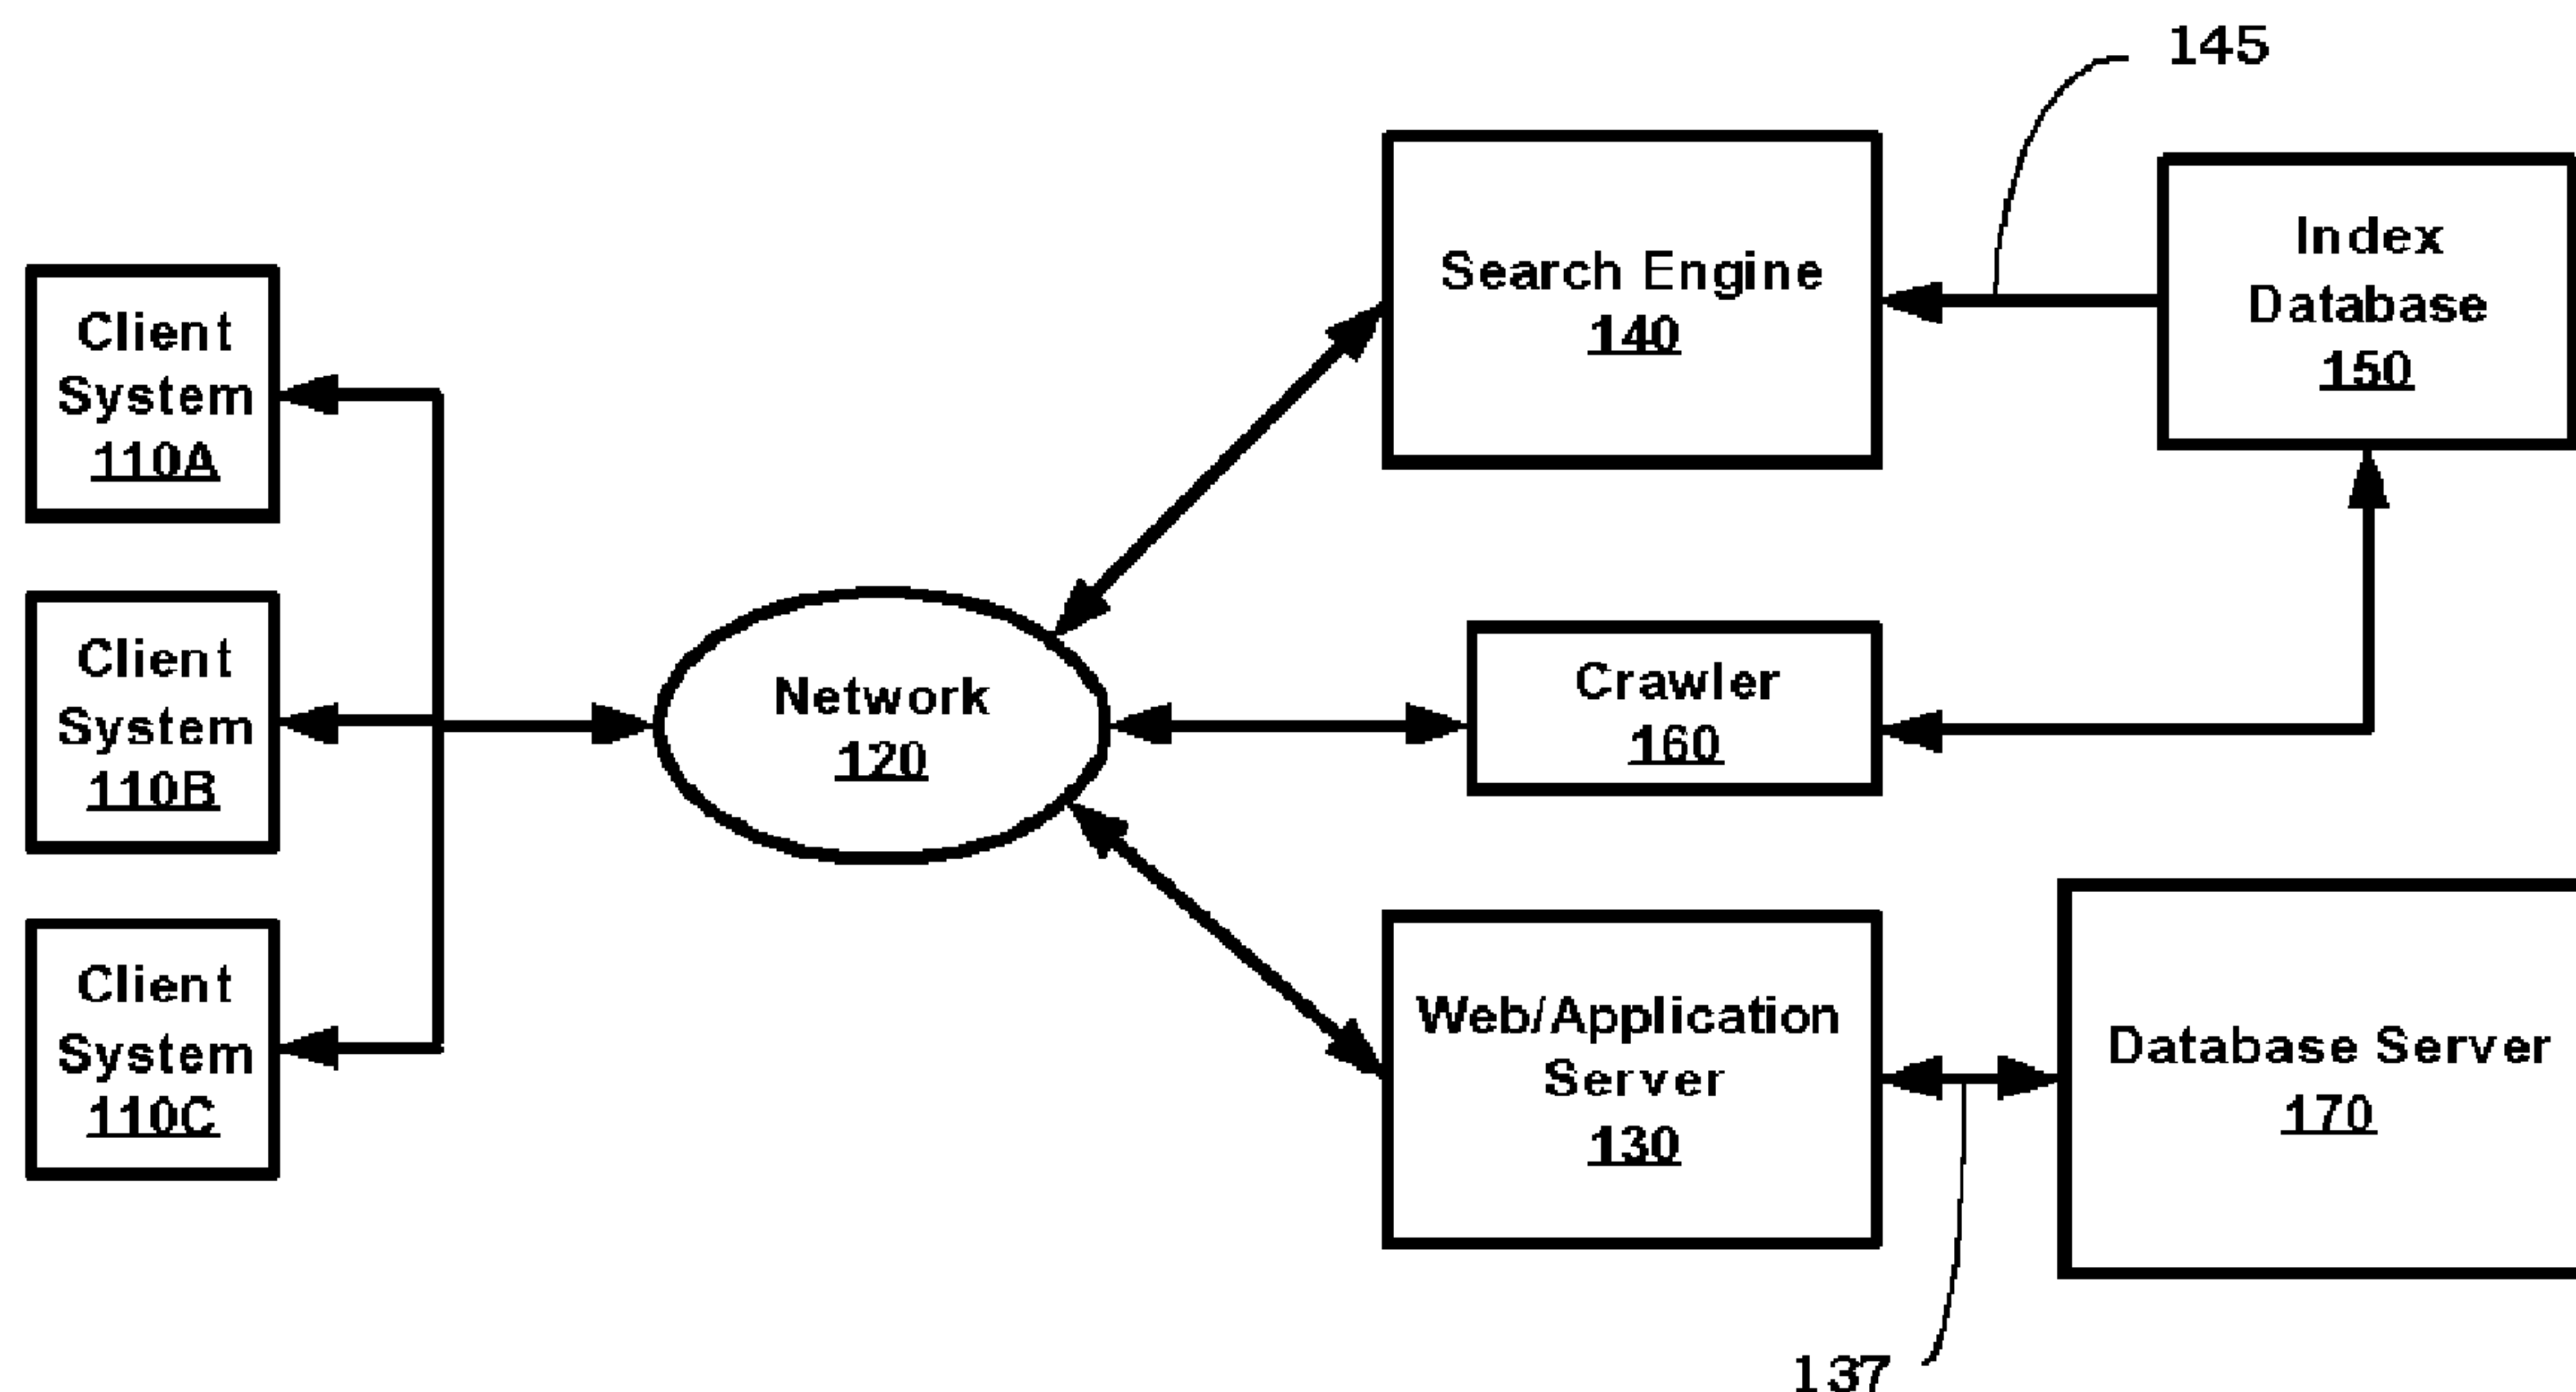 145
Search Engine
140
Index
Database
150
Client
System
110A
Client
System
110B
Client
System
110C
Network
120
Crawler
160
Web/Application
Server
130
Database Server
170
137